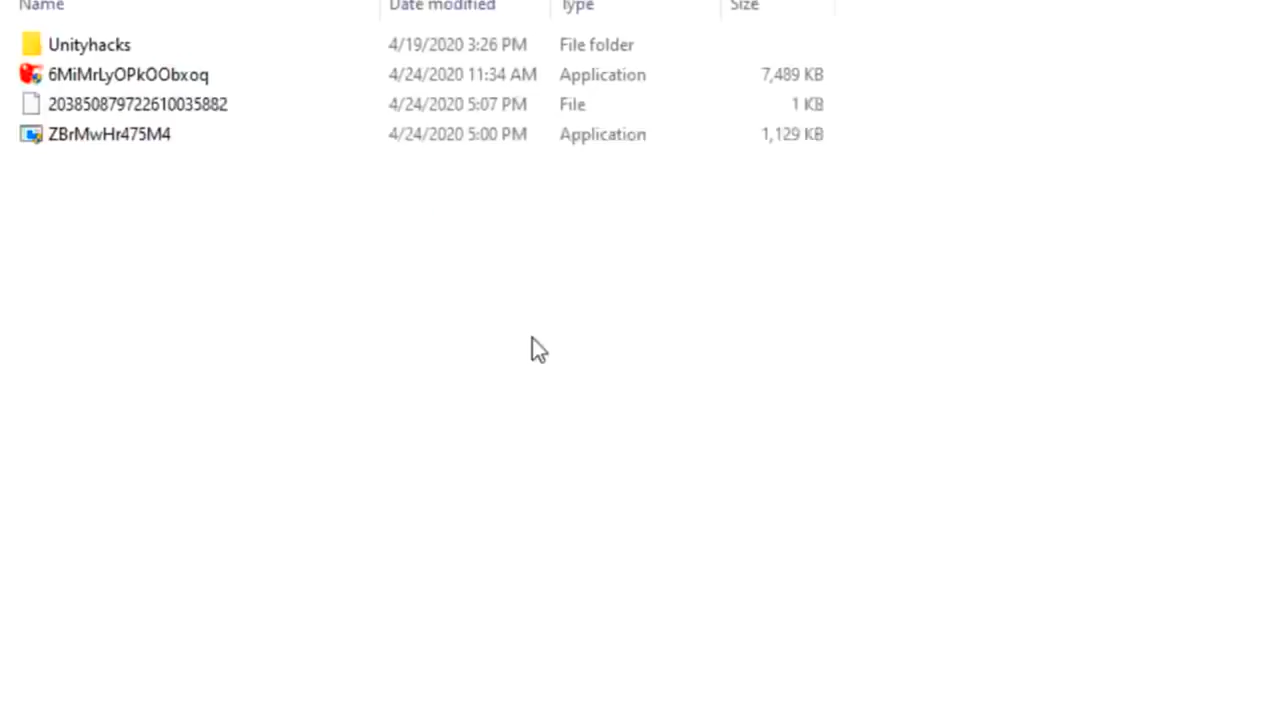 Name Date modified Type Size
Unityhacks 4/19/2020 3:26 PM File folder
6MiMrLyOPkOObxoq 4/24/2020 11:34 AM Application 7,489 KB
203850879722610035882 4/24/2020 5:07 PM File 1 KB
ZBrMwHr475M4 4/24/2020 5:00 PM Application 1,129 KB